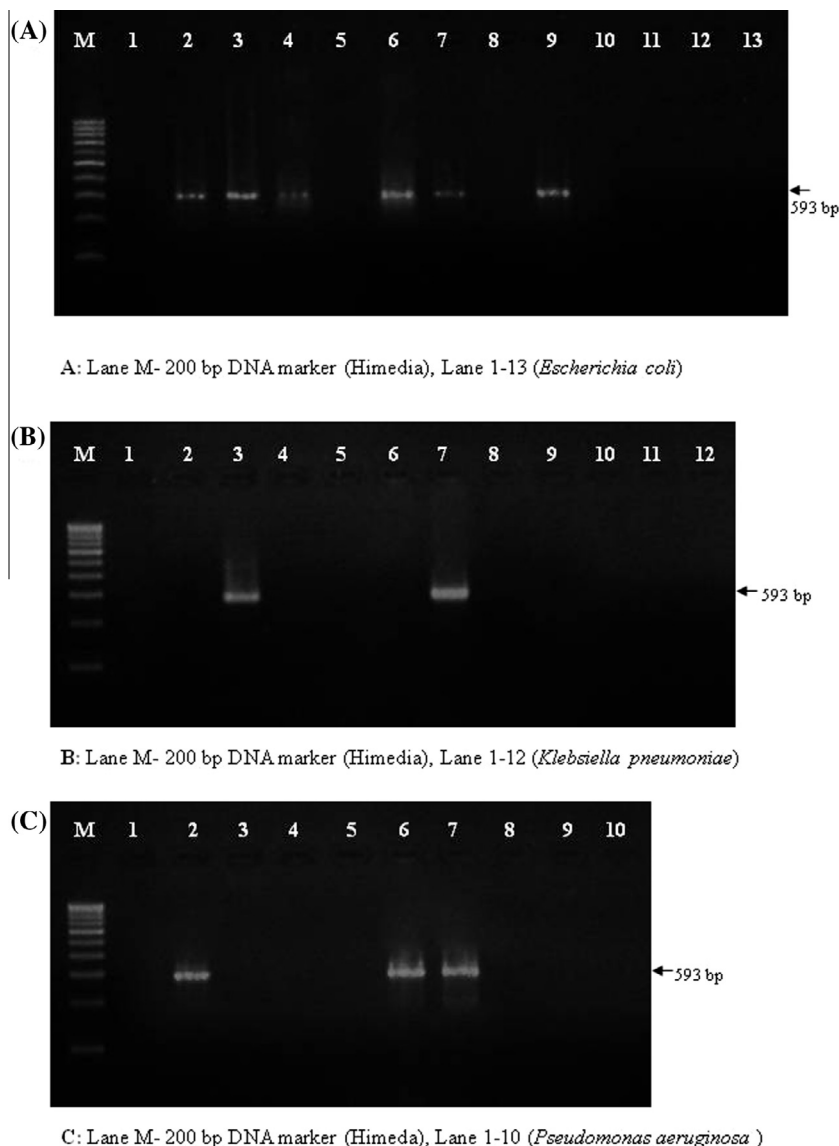 (A)
M 1 2 3 4 5 6 7 8 9 10 11 12 13
593 bp
A: Lane M- 200 bp DNA marker (Himedia), Lane 1-13 (Escherichia coli)
(B)
M 1 2 3 4 5 6 7 8 9 10 11 12
593 bp
B: Lane M- 200 bp DNA marker (Himedia), Lane 1-12 (Klebsiella pneumoniae)
(C)
M 1 2 3 4 5 6 7 8 9 10
593 bp
C: Lane M- 200 bp DNA marker (Himeda), Lane 1-10 (Pseudomonas aeruginosa )